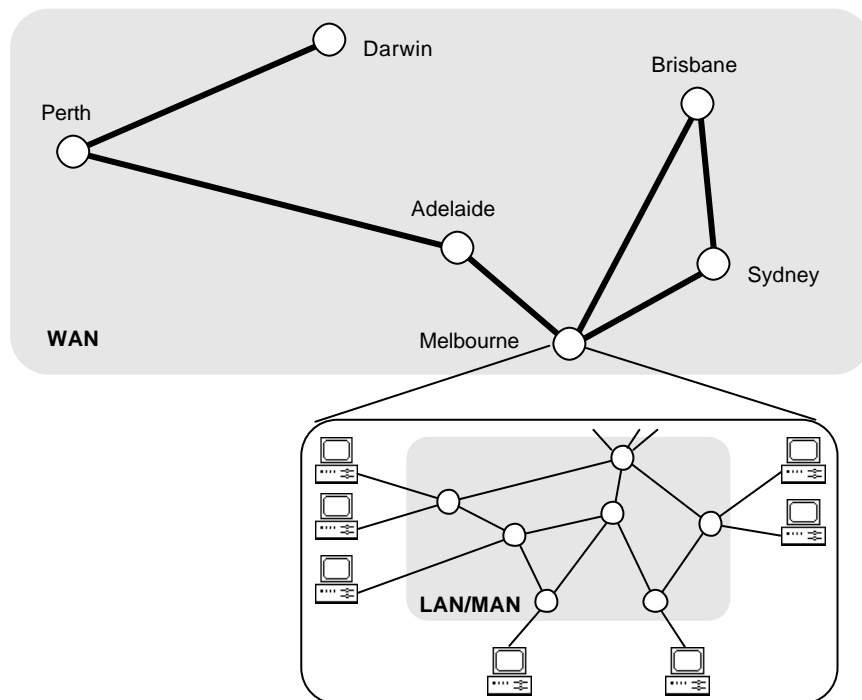 Darwin
Brisbane
Perth
Adelaide
Sydney
WAN
Melbourne
LAN/MAN